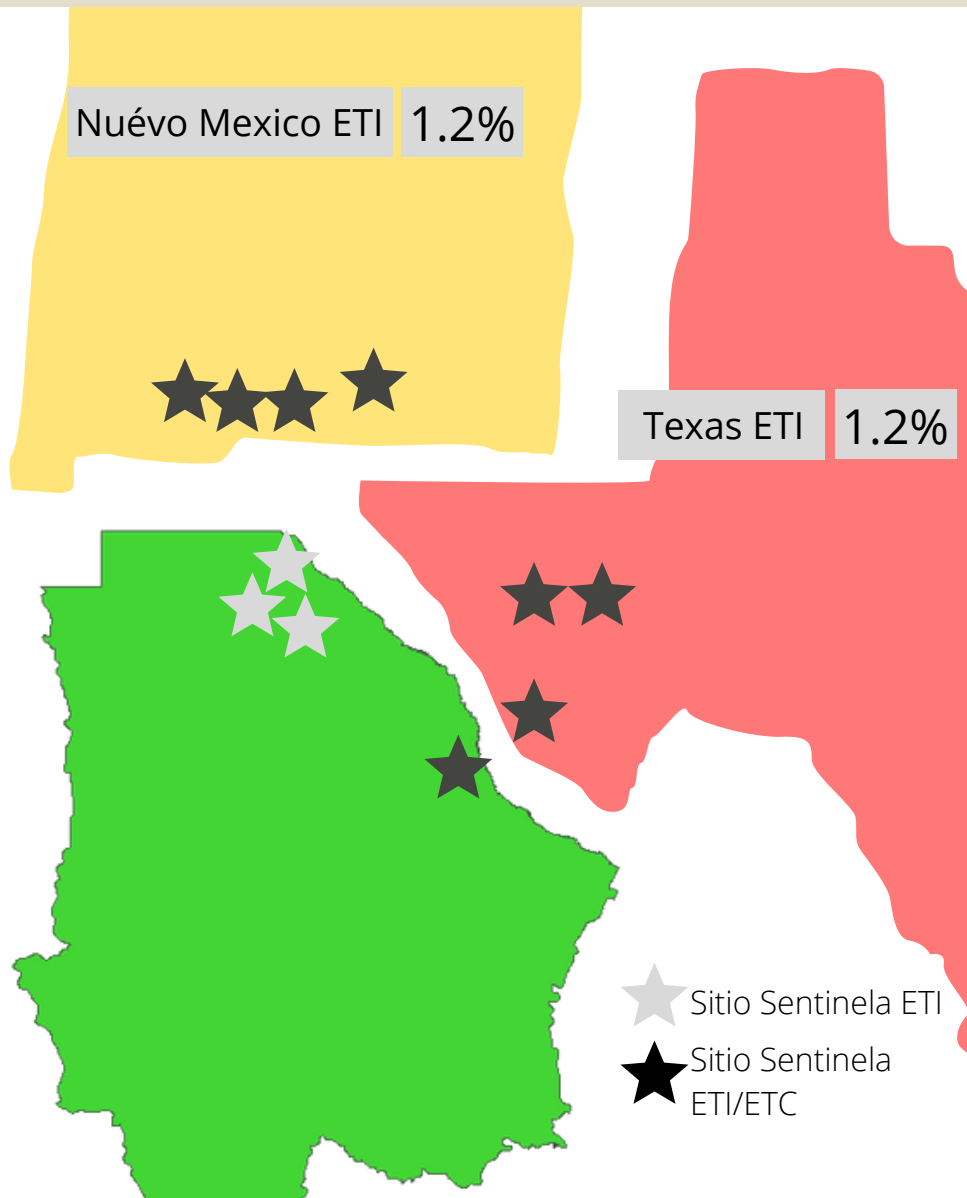 Nuévo Mexico ETI 1.2%
Texas ETI 1.2%
Sitio Sentinela ETI
Sitio Sentinela
ETI/ETC